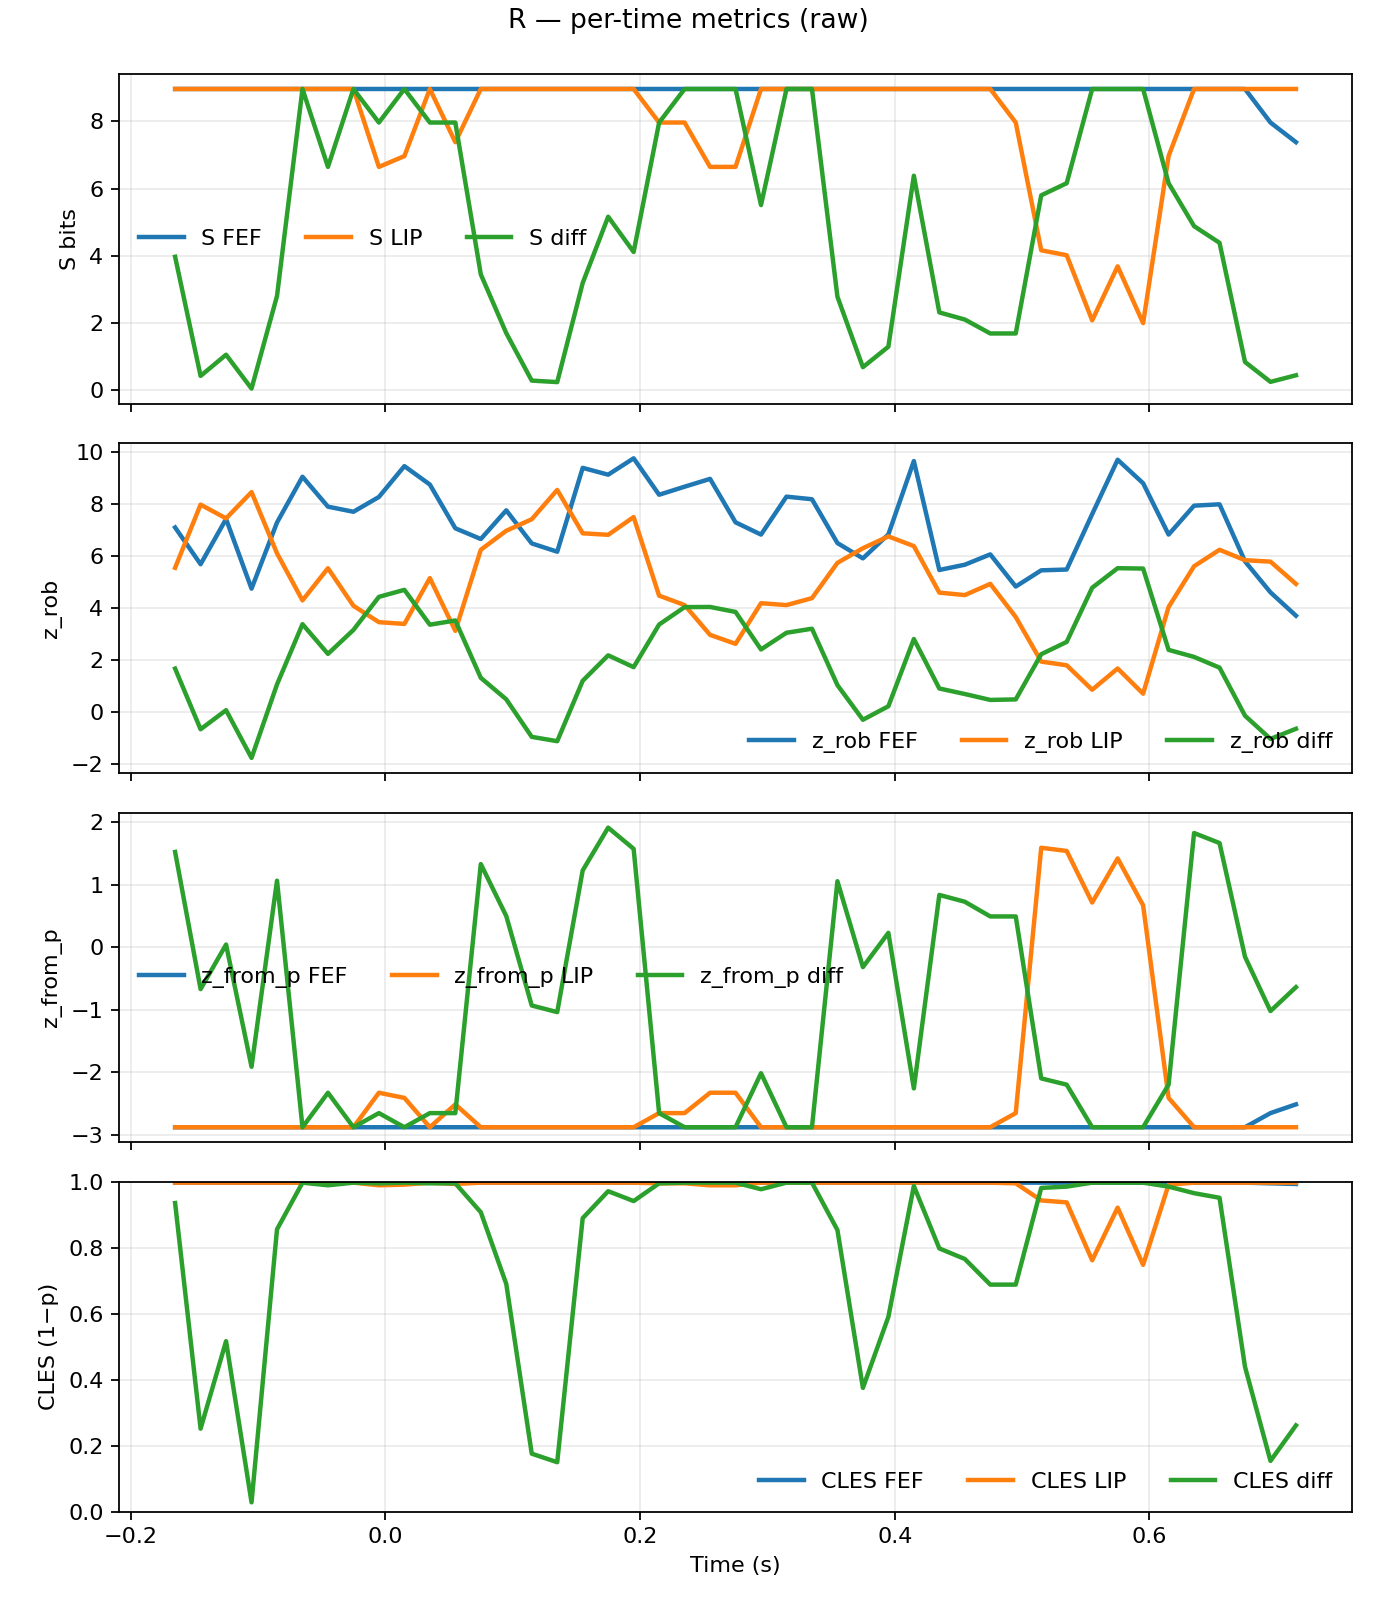 R — per-time metrics (raw)
8
6
4
2
0
S bits
S FEF S LIP S diff
10
8
6
4
2
0
−2
z_rob
z_rob FEF z_rob LIP z_rob diff
2
1
0
−1
−2
−3
z_from_p
z_from_p FEF z_from_p LIP z_from_p diff
1.0
0.8
0.6
0.4
0.2
0.0
CLES (1−p)
CLES FEF CLES LIP CLES diff
−0.2 0.0 0.2 0.4 0.6
Time (s)